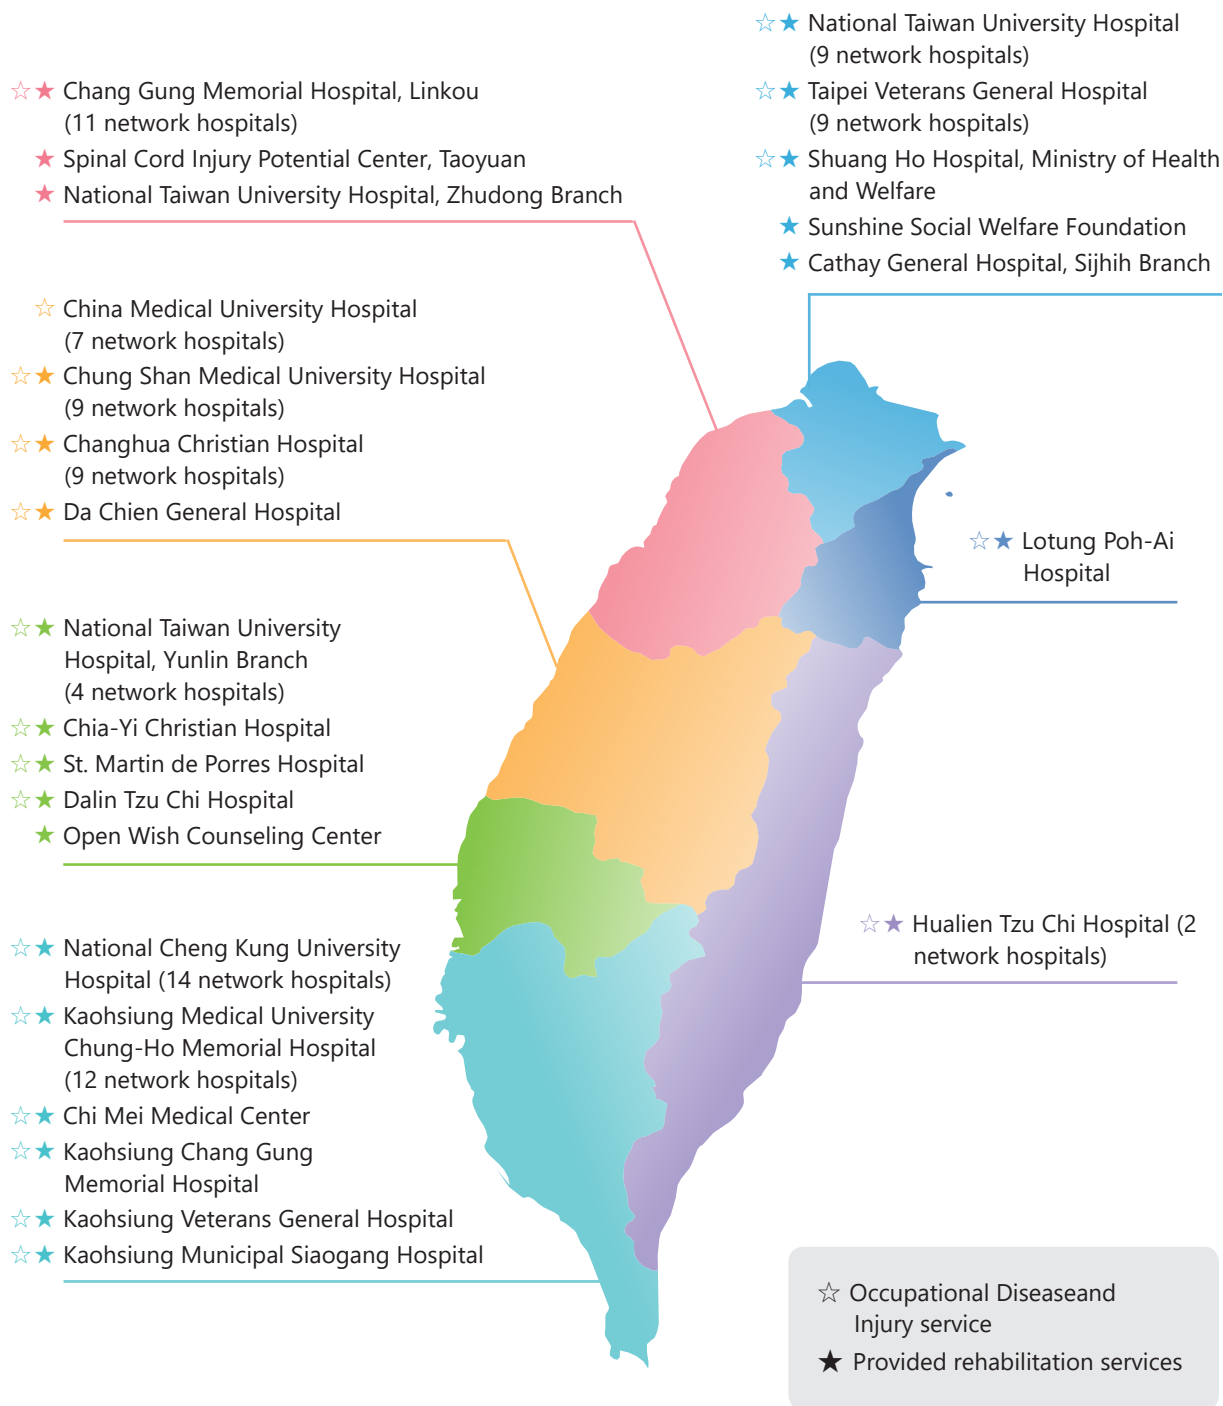 ☆★ National Taiwan University Hospital
(9 network hospitals)
☆★ Taipei Veterans General Hospital
(9 network hospitals)
☆★ Shuang Ho Hospital, Ministry of Health
and Welfare
★ Sunshine Social Welfare Foundation
★ Cathay General Hospital, Sijhih Branch
☆★ Chang Gung Memorial Hospital, Linkou
(11 network hospitals)
★ Spinal Cord Injury Potential Center, Taoyuan
★ National Taiwan University Hospital, Zhudong Branch
☆ China Medical University Hospital
(7 network hospitals)
☆★ Chung Shan Medical University Hospital
(9 network hospitals)
☆★ Changhua Christian Hospital
(9 network hospitals)
☆★ Da Chien General Hospital
☆★ Lotung Poh-Ai
Hospital
☆★ National Taiwan University
Hospital, Yunlin Branch
(4 network hospitals)
☆★ Chia-Yi Christian Hospital
☆★ St. Martin de Porres Hospital
☆★ Dalin Tzu Chi Hospital
★ Open Wish Counseling Center
☆★ Hualien Tzu Chi Hospital (2
network hospitals)
☆★ National Cheng Kung University
Hospital (14 network hospitals)
☆★ Kaohsiung Medical University
Chung-Ho Memorial Hospital
(12 network hospitals)
☆★ Chi Mei Medical Center
☆★ Kaohsiung Chang Gung
Memorial Hospital
☆★ Kaohsiung Veterans General Hospital
☆★ Kaohsiung Municipal Siaogang Hospital
☆ Occupational Diseaseand
Injury service
★ Provided rehabilitation services